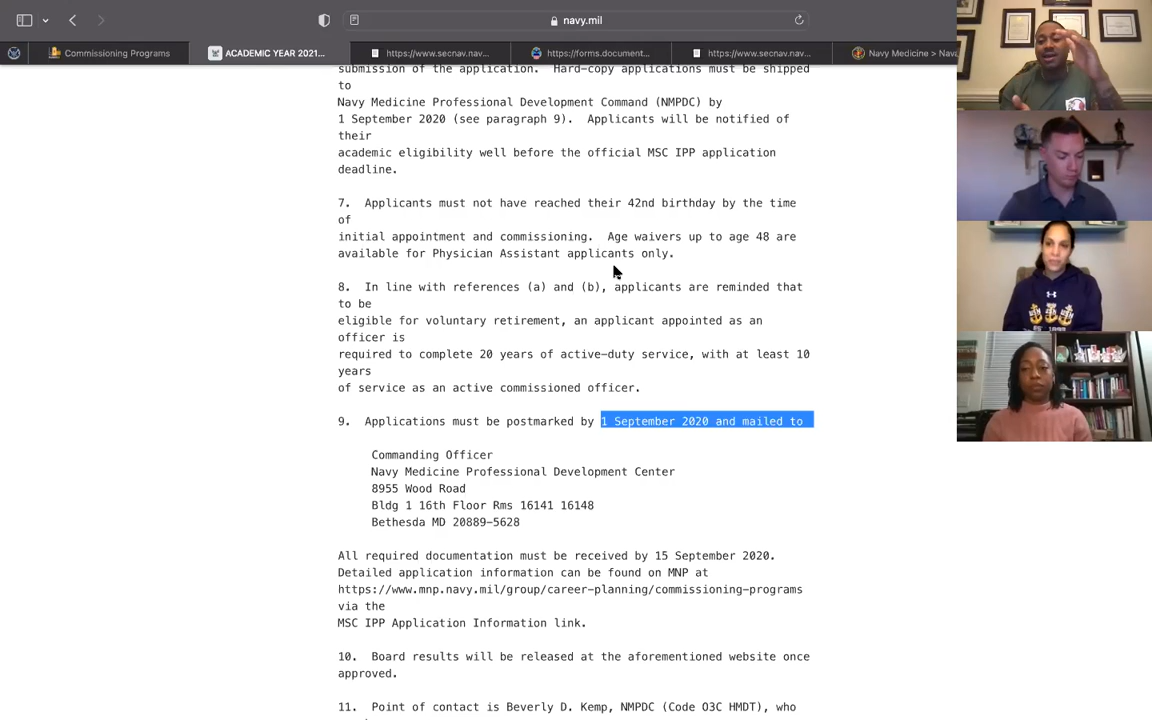 navy.mil
Commissioning Programs
ACADEMIC YEAR 2021...
https://www.secnav.nav...
https://forms.document...
https://www.secnav.nav...
Navy Medicine > Nava
submission of the application.  Hard-copy applications must be shipped
to
Navy Medicine Professional Development Command (NMPDC) by
1 September 2020 (see paragraph 9).  Applicants will be notified of
their
academic eligibility well before the official MSC IPP application
deadline.
7.  Applicants must not have reached their 42nd birthday by the time
of
initial appointment and commissioning.  Age waivers up to age 48 are
available for Physician Assistant applicants only.
8.  In line with references (a) and (b), applicants are reminded that
to be
eligible for voluntary retirement, an applicant appointed as an
officer is
required to complete 20 years of active-duty service, with at least 10
years
of service as an active commissioned officer.
9.  Applications must be postmarked by 1 September 2020 and mailed to
Commanding Officer
Navy Medicine Professional Development Center
8955 Wood Road
Bldg 1 16th Floor Rms 16141 16148
Bethesda MD 20889-5628
All required documentation must be received by 15 September 2020.
Detailed application information can be found on MNP at
https://www.mnp.navy.mil/group/career-planning/commissioning-programs
via the
MSC IPP Application Information link.
10.  Board results will be released at the aforementioned website once
approved.
11.  Point of contact is Beverly D. Kemp, NMPDC (Code 03C HMDT), who